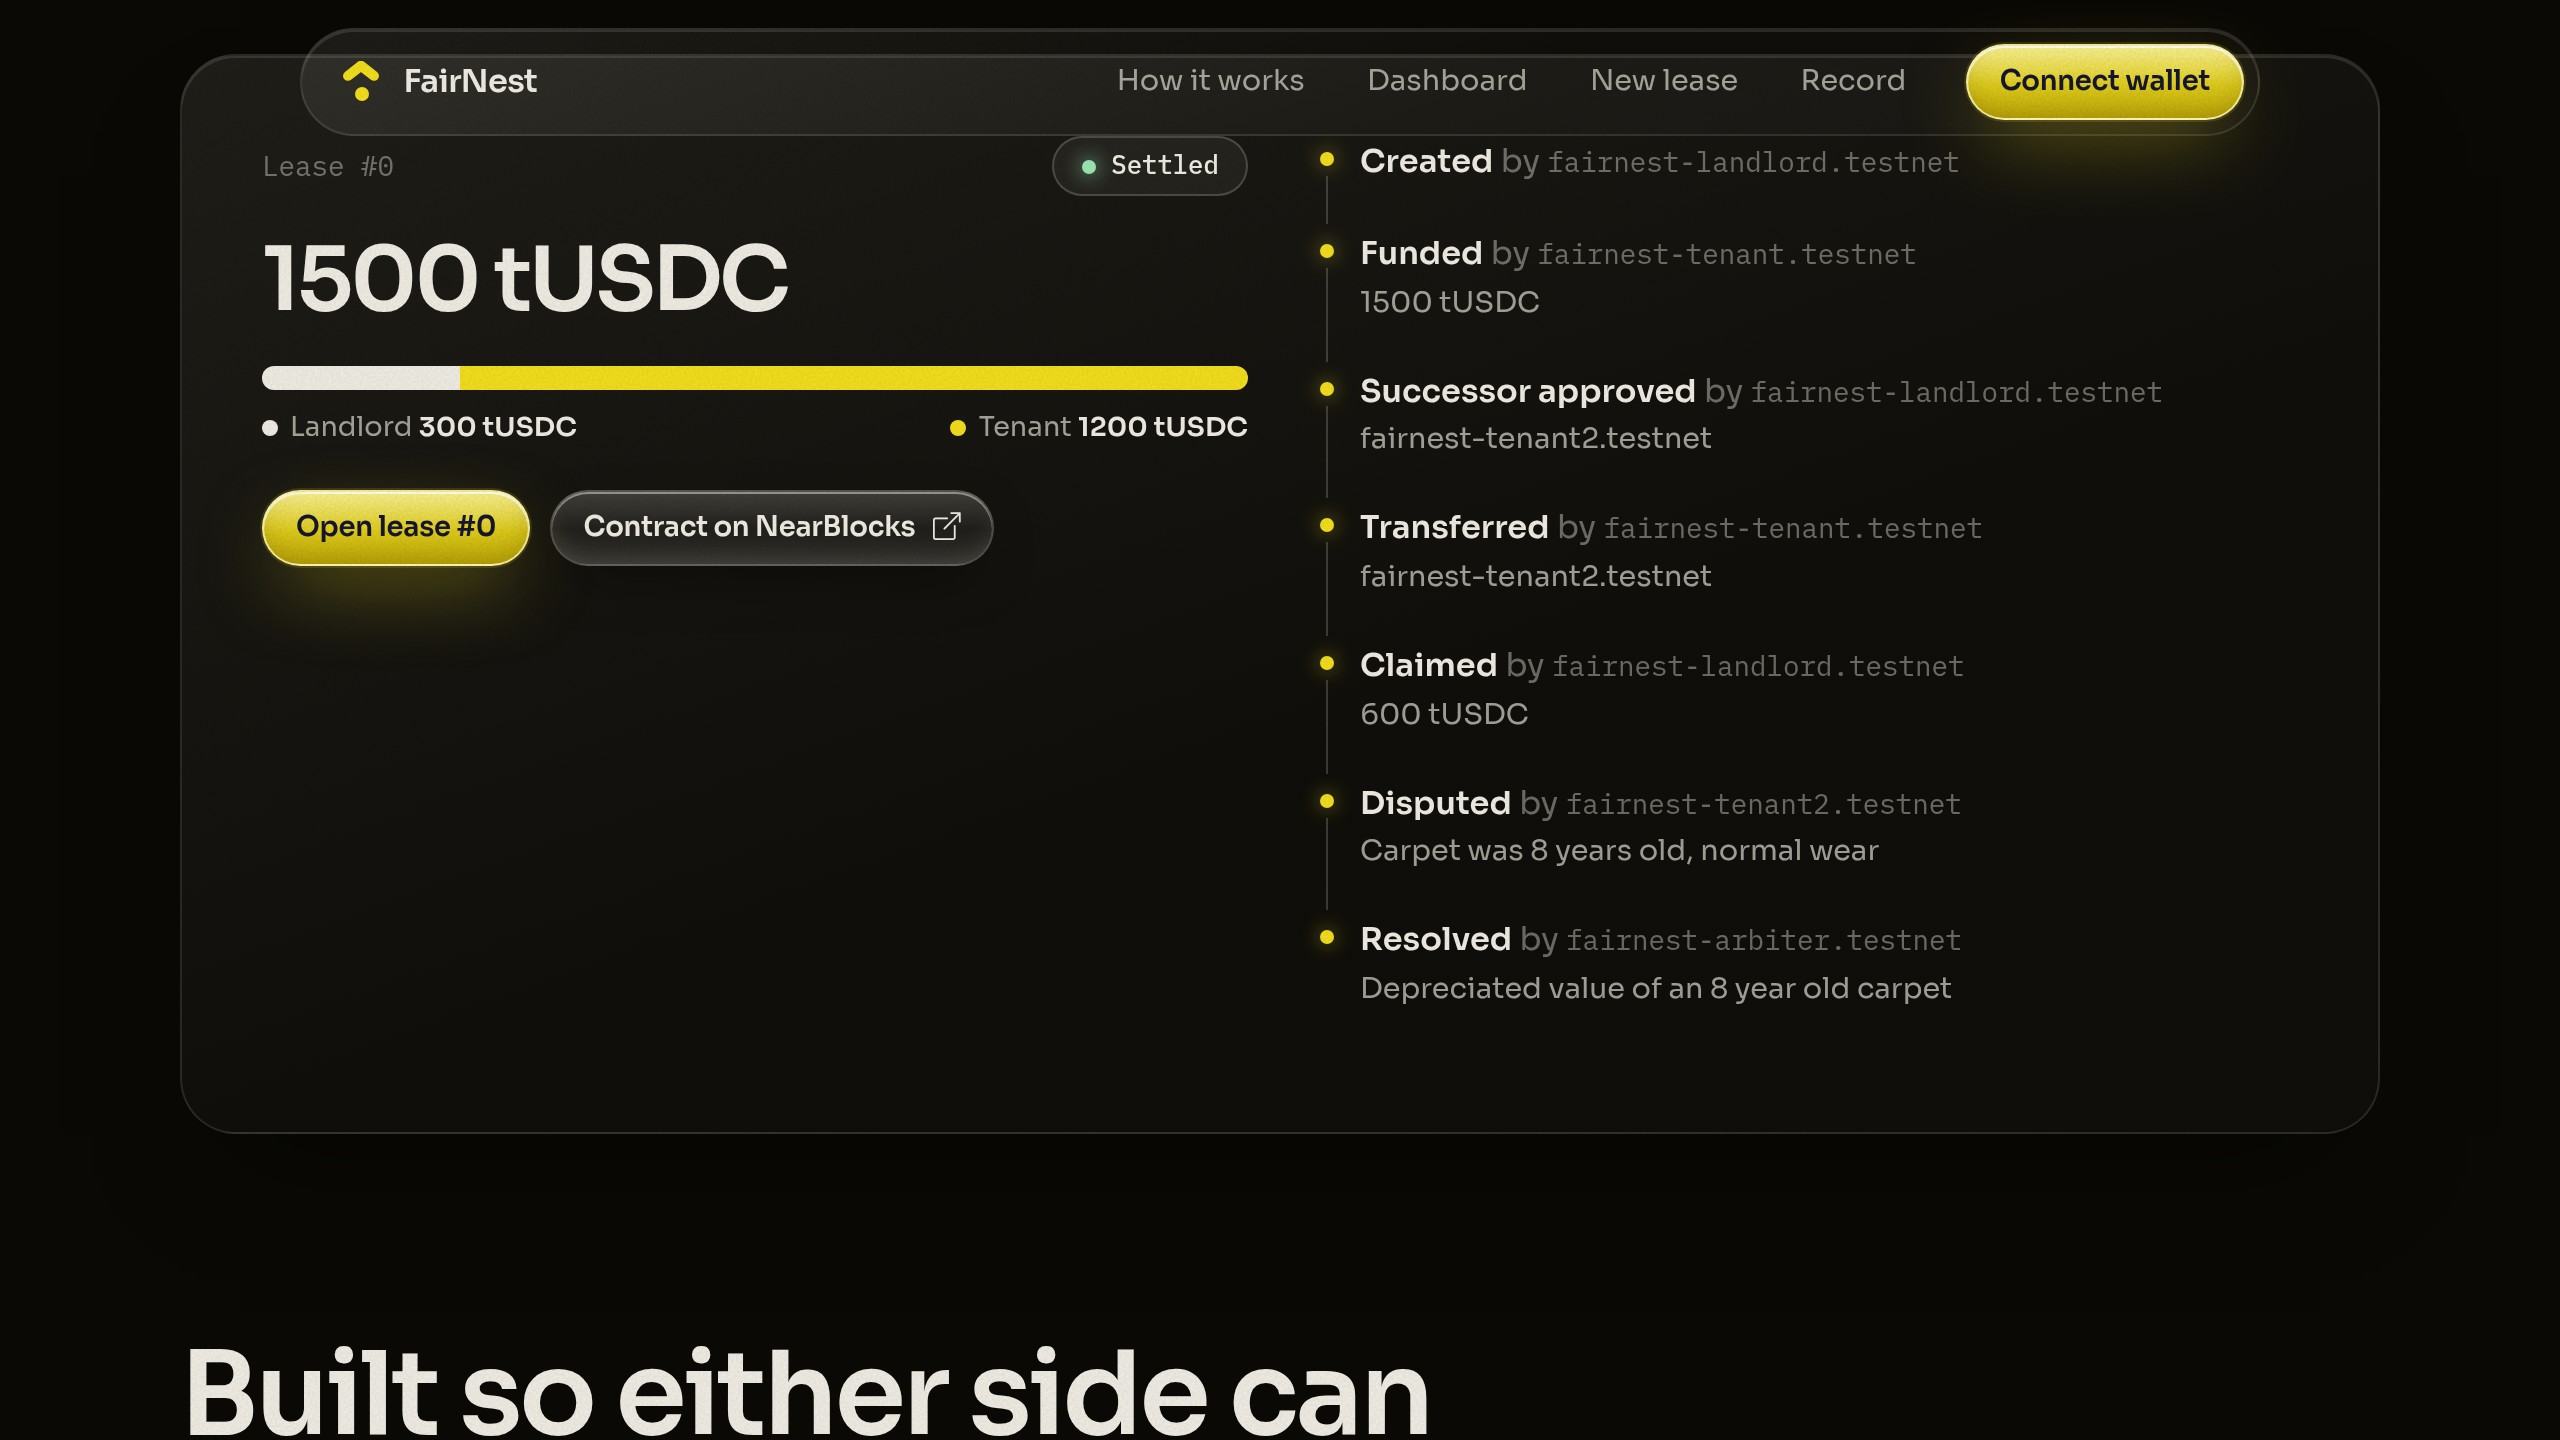 FairNest
How it works
Dashboard
New lease
Record
Connect wallet
Lease #0
Settled
1500 tUSDC
Landlord 300 tUSDC
Tenant 1200 tUSDC
Open lease #0
Contract on NearBlocks
Created by fairnest-landlord.testnet
Funded by fairnest-tenant.testnet
1500 tUSDC
Successor approved by fairnest-landlord.testnet
fairnest-tenant2.testnet
Transferred by fairnest-tenant.testnet
fairnest-tenant2.testnet
Claimed by fairnest-landlord.testnet
600 tUSDC
Disputed by fairnest-tenant2.testnet
Carpet was 8 years old, normal wear
Resolved by fairnest-arbiter.testnet
Depreciated value of an 8 year old carpet
Built so either side can